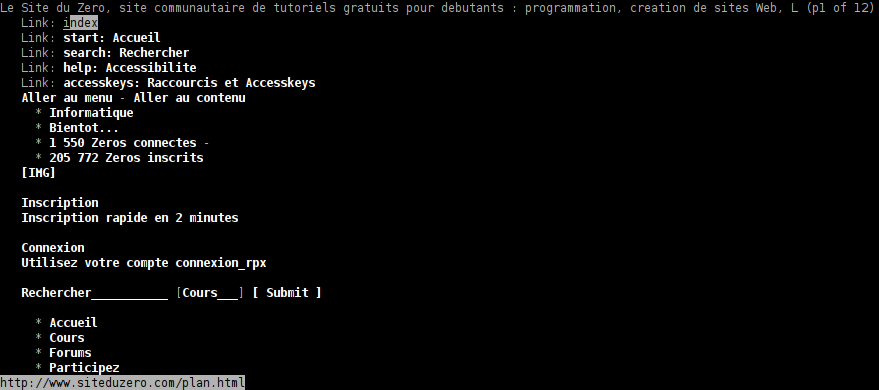 Le Site du Zero, site communautaire de tutoriels gratuits pour debutants : programmation, creation de sites Web, L (p1 of 12)
Link: index
Link: start: Accueil
Link: search: Rechercher
Link: help: Accessibilite
Link: accesskeys: Raccourcis et Accesskeys
Aller au menu - Aller au contenu
* Informatique
* Bientot...
* 1 550 Zeros connectes -
* 205 772 Zeros inscrits
[IMG]
Inscription
Inscription rapide en 2 minutes
Connexion
Utilisez votre compte connexion_rpx
Rechercher___________ [Cours___] [ Submit ]
* Accueil
* Cours
* Forums
* Participez
http://www.siteduzero.com/plan.html